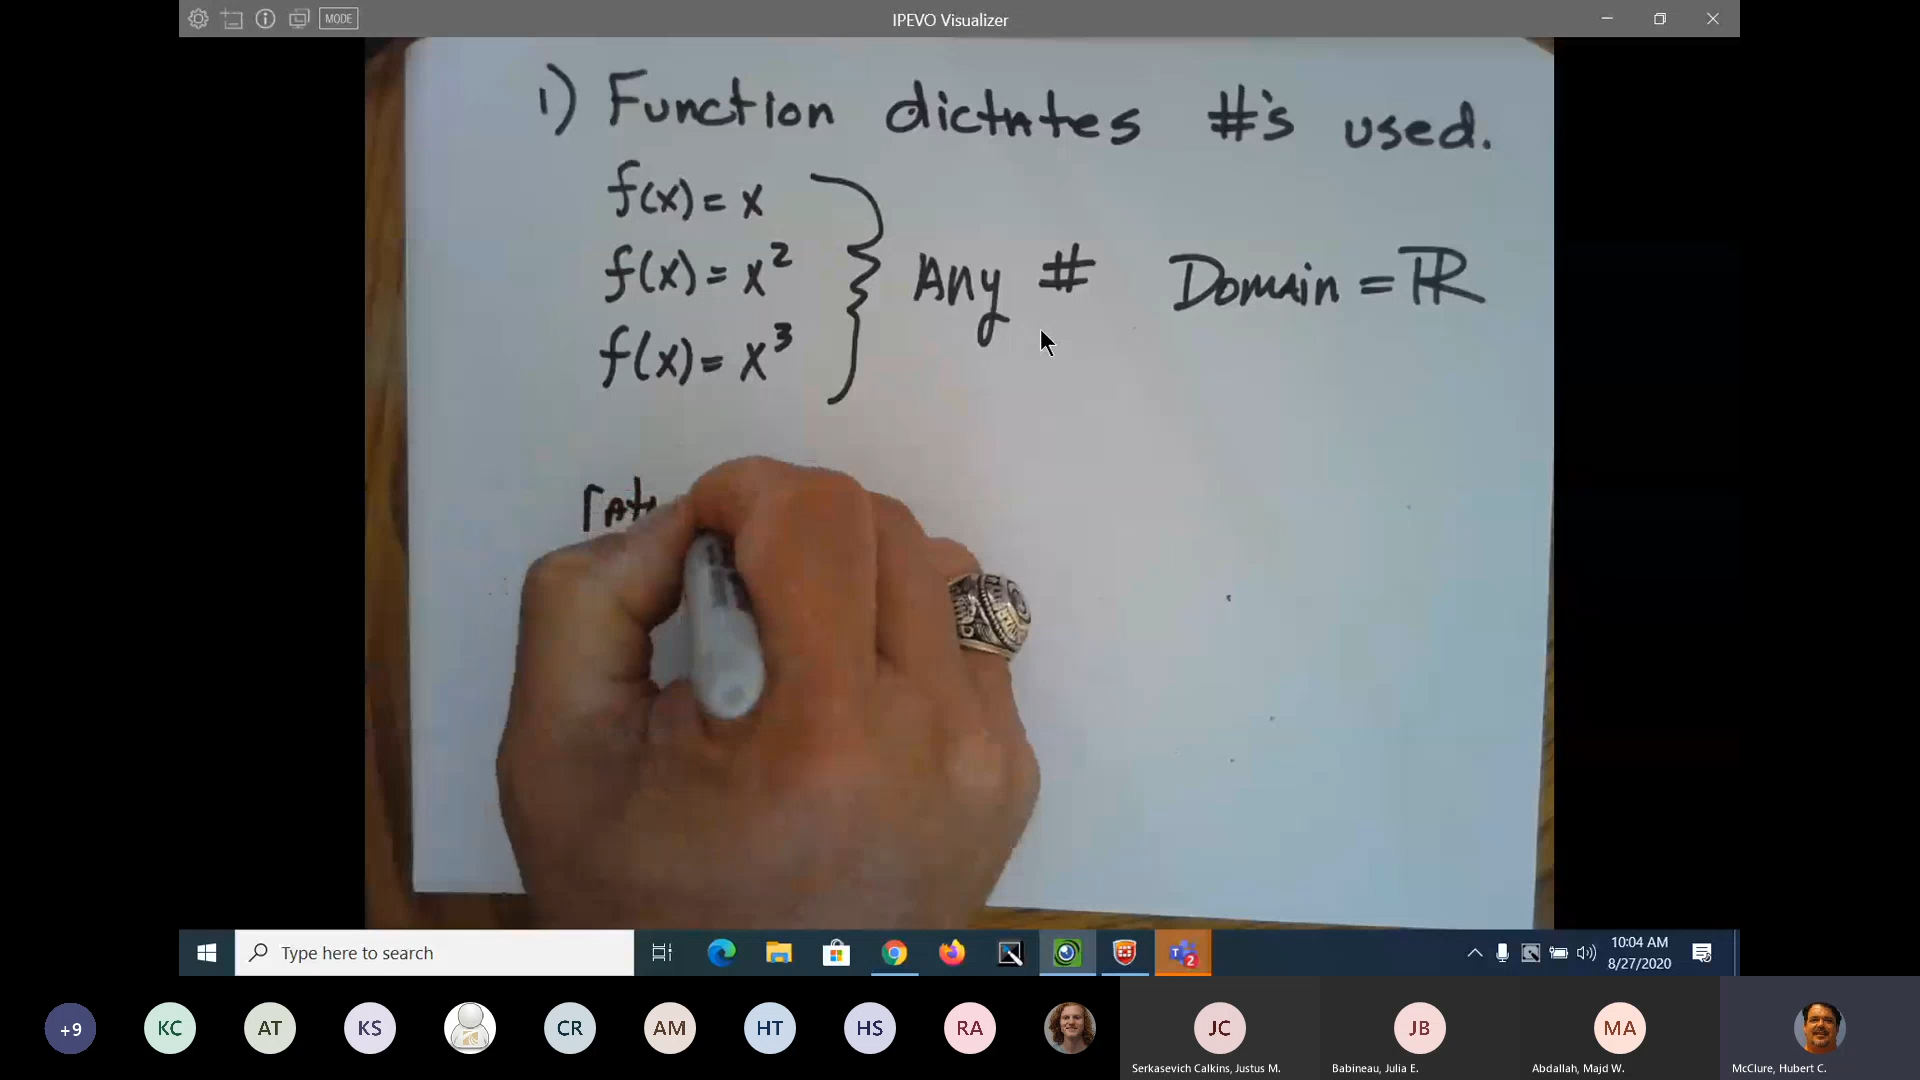 MODE
IPEVO Visualizer
1) Function dictates #'s used.
f(x) = x
f(x) = x²
f(x) = x³
Any # Domain = ℝ
rat
Type here to search
2
10:04 AM
8/27/2020
+9
KC
AT
KS
CR
AM
HT
HS
RA
JC
JB
MA
Serkasevich Calkins, Justus M.
Babineau, Julia E.
Abdallah, Majd W.
McClure, Hubert C.